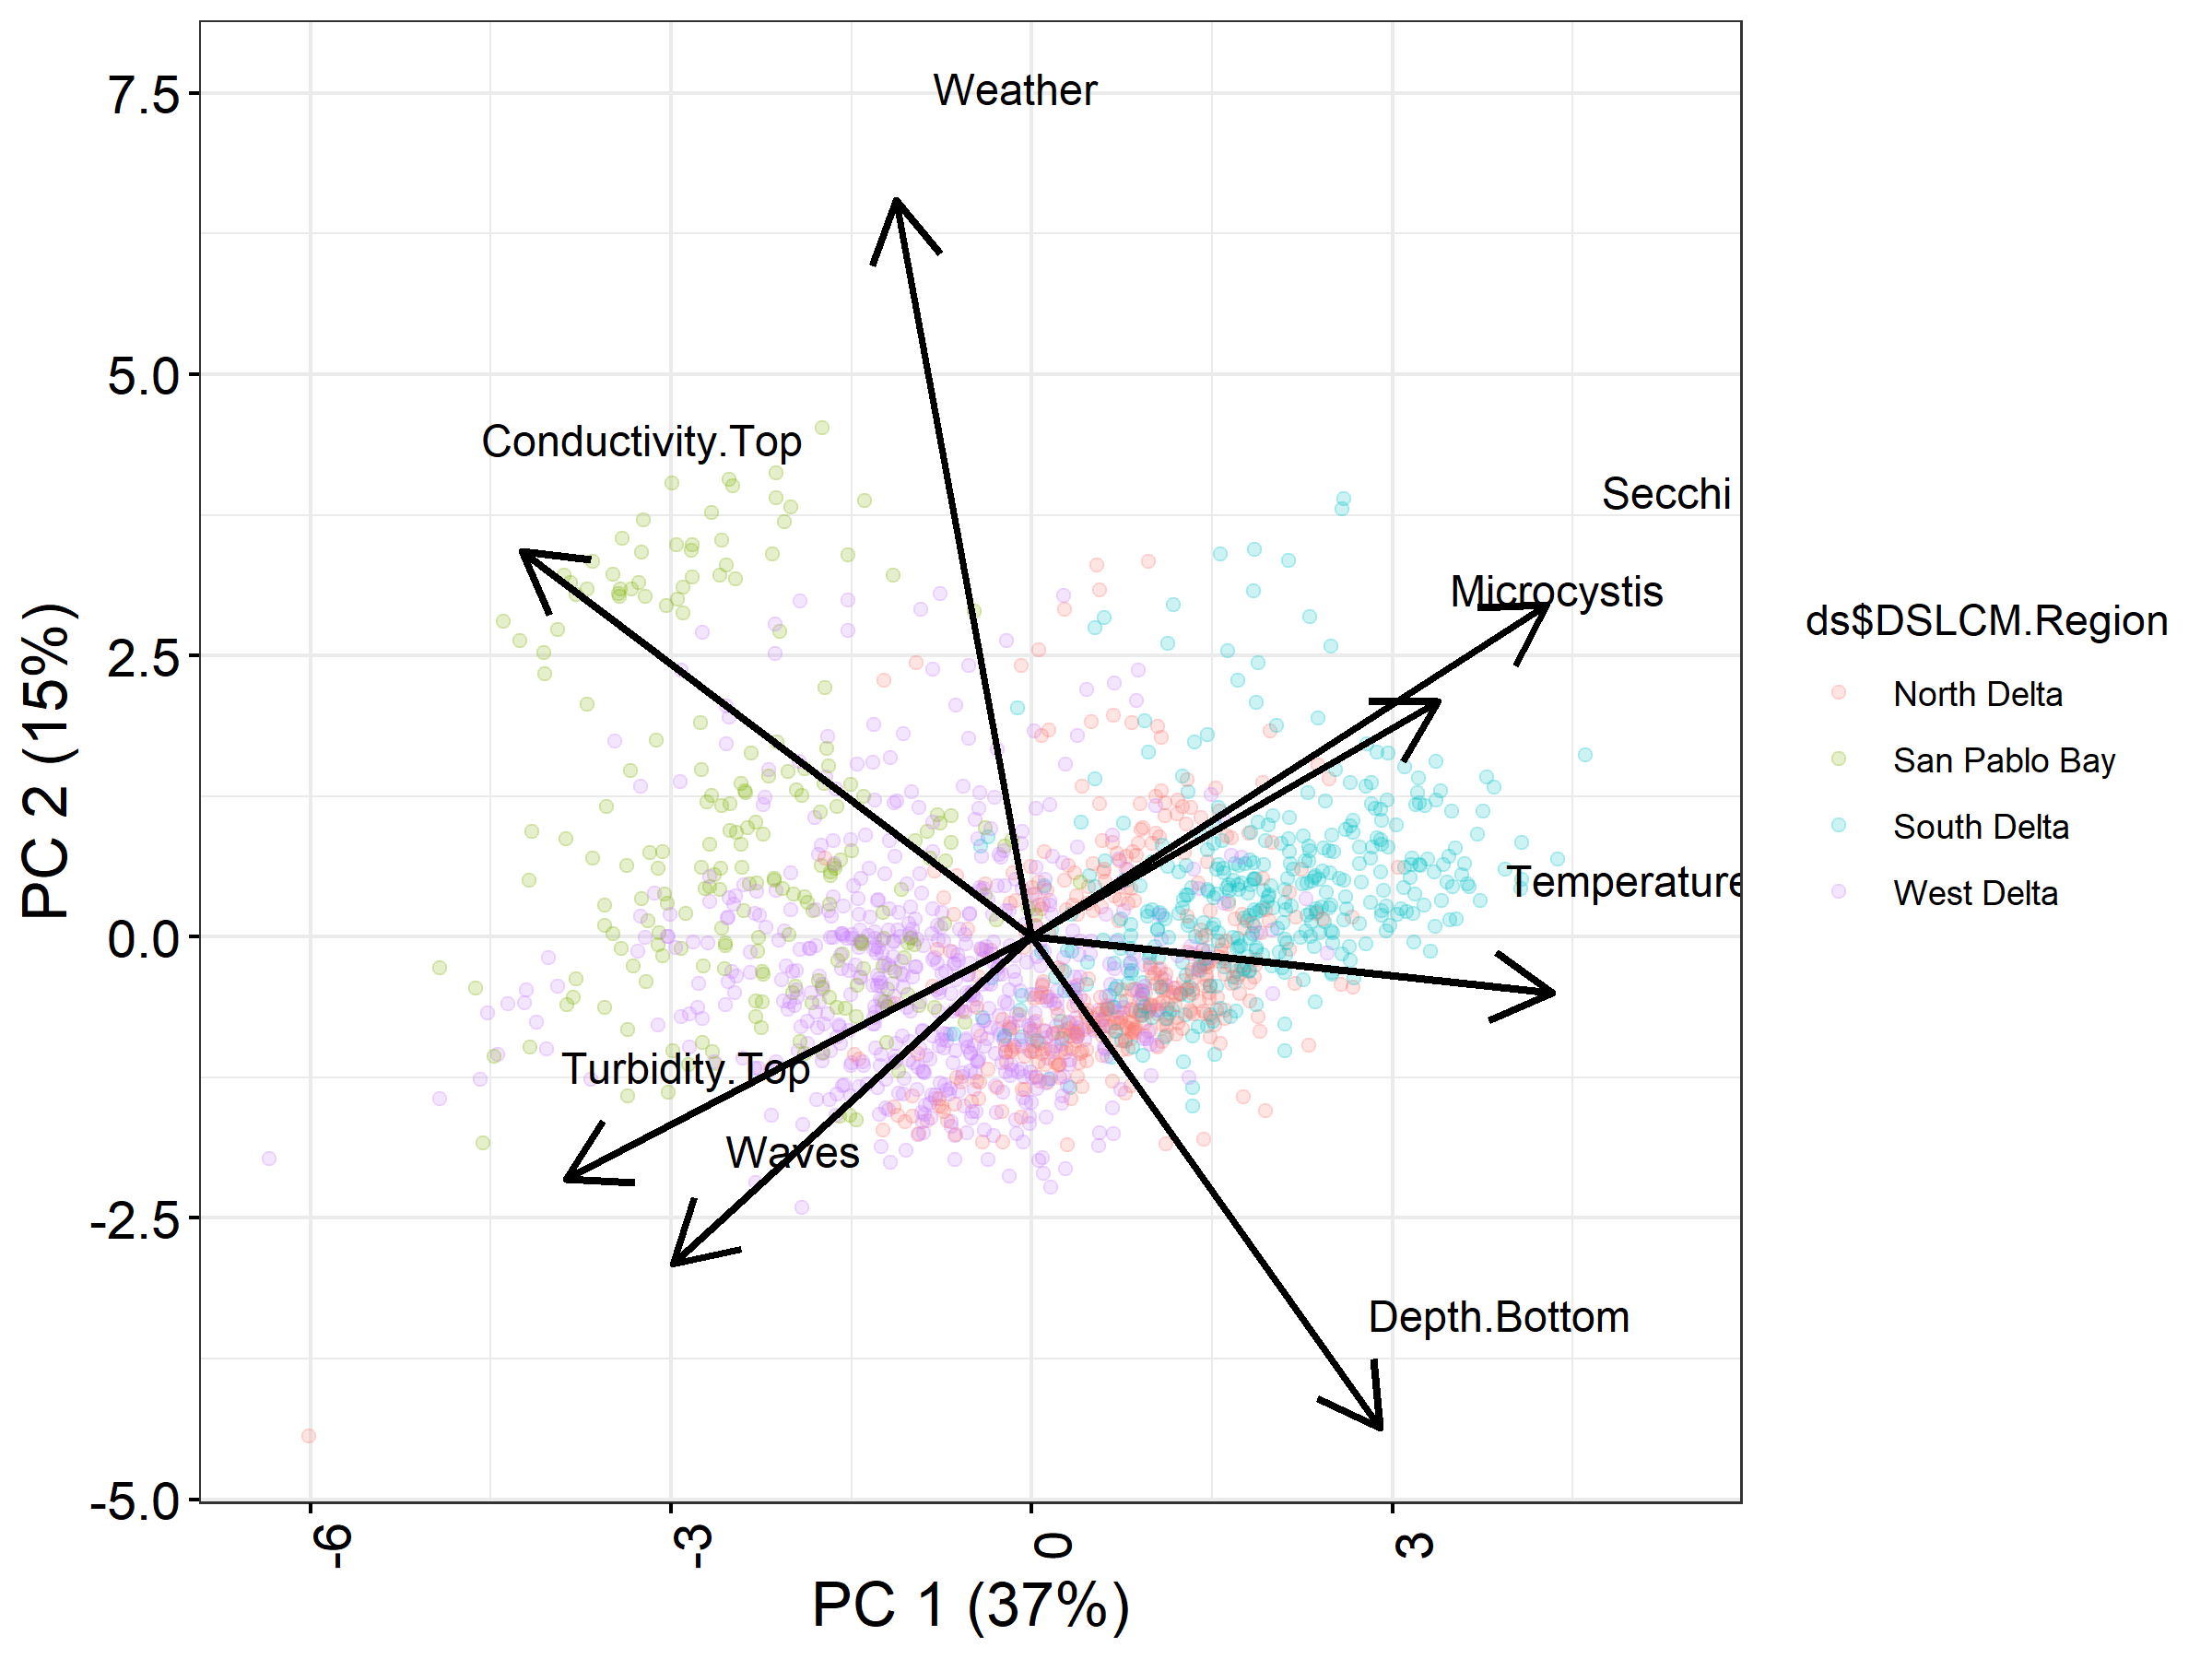 7.5
5.0
2.5
0.0
-2.5
-5.0
PC 2 (15%)
Weather
Conductivity.Top
Secchi
Microcystis
Temperature
Turbidity.Top
Waves
Depth.Bottom
-6
-3
0
3
PC 1 (37%)
ds$DSLCM.Region
North Delta
San Pablo Bay
South Delta
West Delta